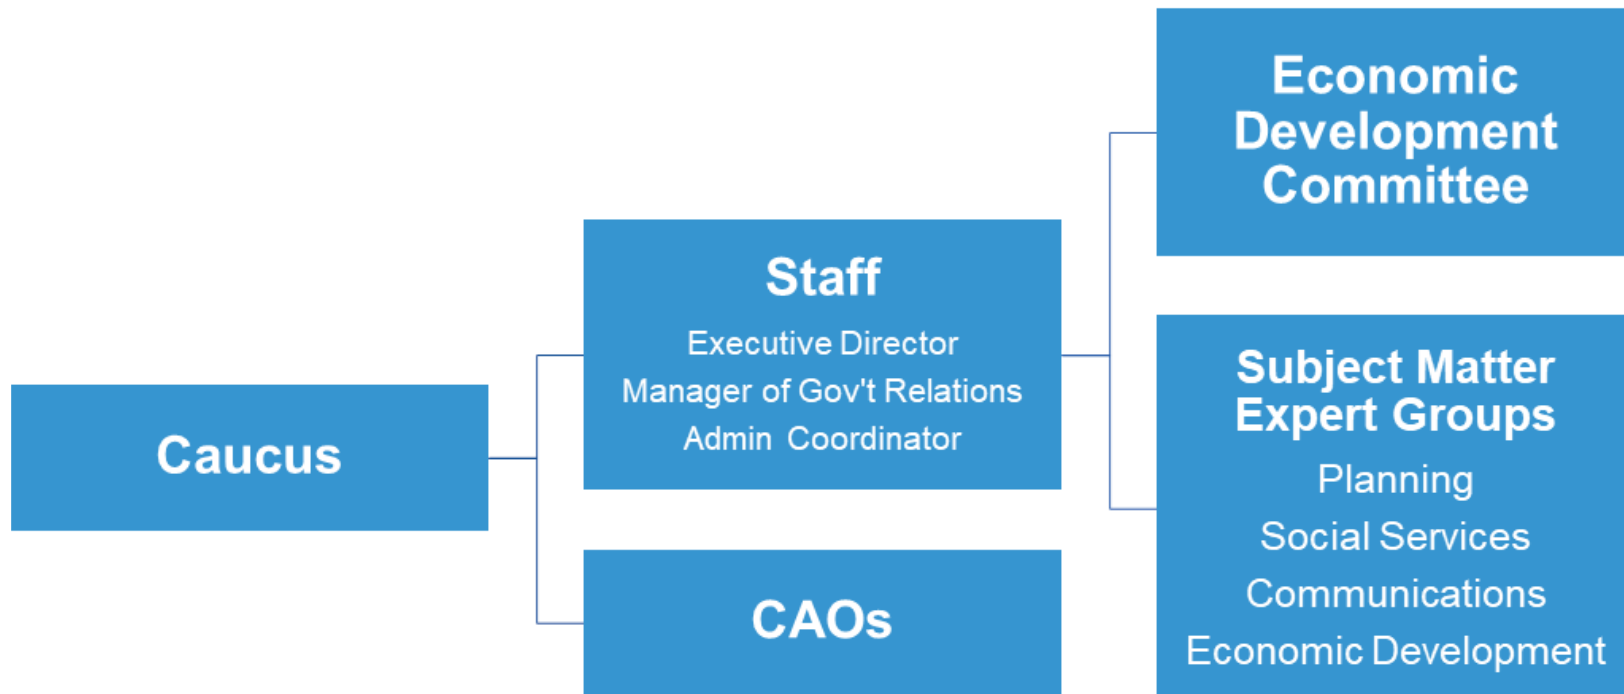 Caucus
Staff
Executive Director
Manager of Gov't Relations
Admin Coordinator
CAOs
Economic
Development
Committee
Subject Matter
Expert Groups
Planning
Social Services
Communications
Economic Development